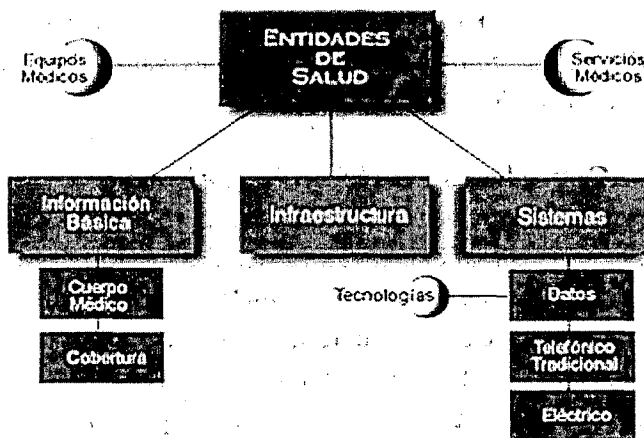 ENTIDADES
DE
SALUD
Equipos
Médicos
Servicios
Médicos
Información
Básica
Infraestructura
Sistemas
Cuerpo
Médico
Tecnologías
Datos
Cobertura
Telefónico
Tradicional
Eléctrico